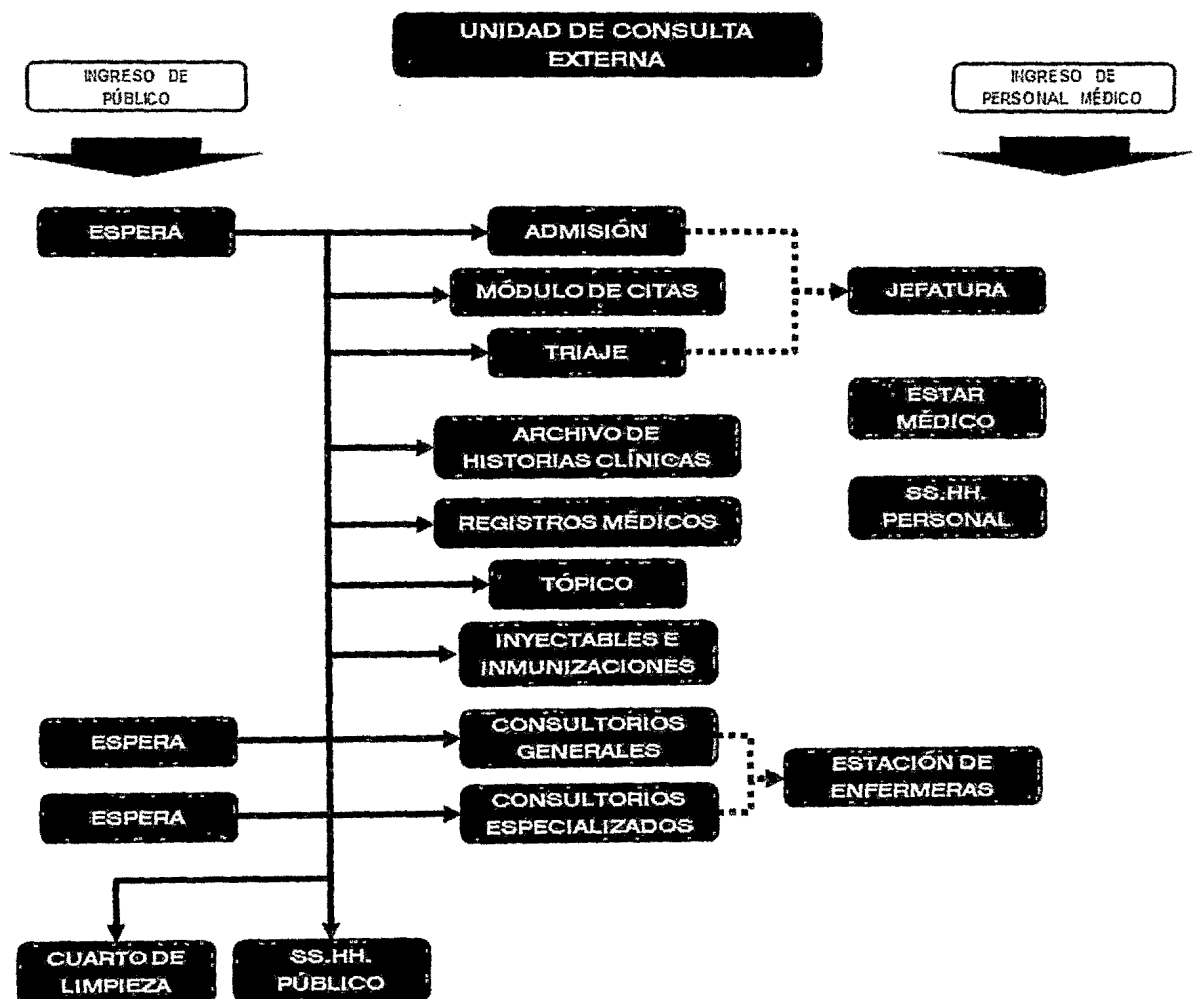 UNIDAD DE CONSULTA
EXTERNA
INGRESO DE
PÚBLICO
INGRESO DE
PERSONAL MÉDICO
ESPERA
ADMISIÓN
MÓDULO DE CITAS
JEFATURA
TRIAJE
ESTAR
MÉDICO
ARCHIVO DE
HISTORIAS CLÍNICAS
SS.HH.
PERSONAL
REGISTROS MÉDICOS
TÓPICO
INYECTABLES E
INMUNIZACIONES
ESPERA
CONSULTORIOS
GENERALES
ESTACIÓN DE
ENFERMERAS
ESPERA
CONSULTORIOS
ESPECIALIZADOS
CUARTO DE
LIMPIEZA
SS.HH.
PÚBLICO